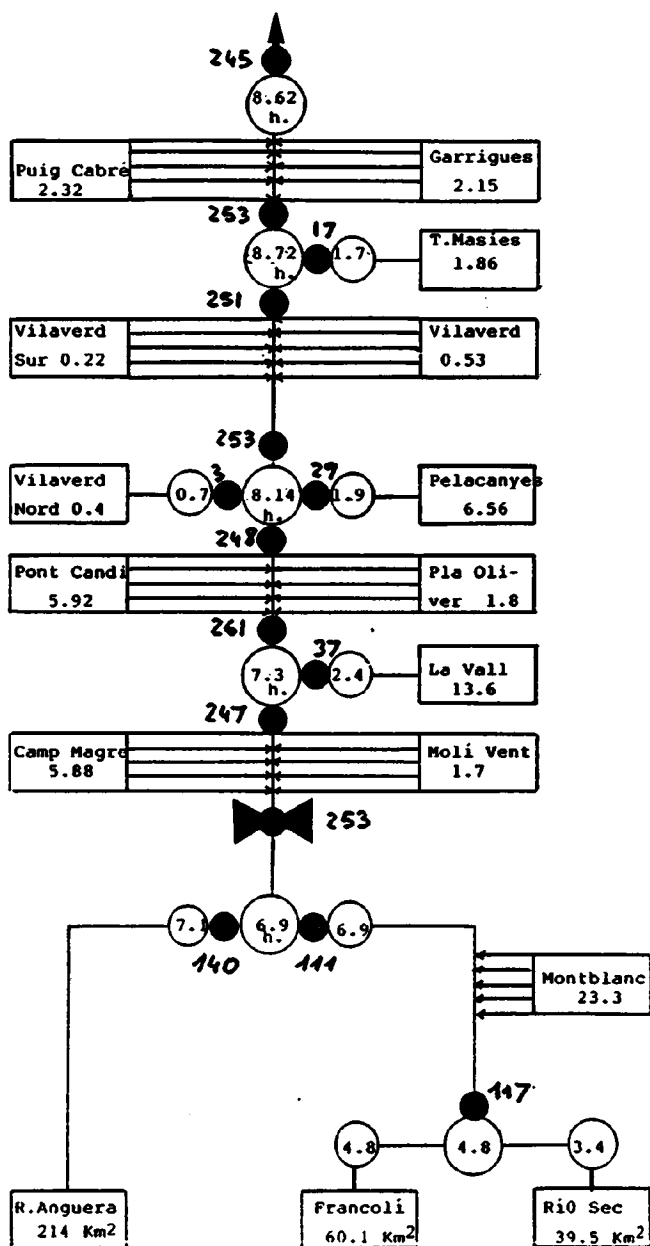 245
8.62
h.
Puig Cabré
2.32
Garrigues
2.15
253
17
8.72
h.
1.7
T.Masies
1.86
251
Vilaverd
Sur 0.22
Vilaverd
0.53
253
Vilaverd
Nord 0.4
0.7
3
8.14
h.
29
1.9
Pelacanyes
6.56
248
Pont Candi
5.92
Pla Oli-
ver 1.8
261
37
7.3
h.
2.4
La Vall
13.6
247
Camp Magre
5.88
Molí Vent
1.7
253
7.1
6.9
h.
6.9
140
111
Montblanc
23.3
117
4.8
4.8
3.4
R.Anguera
214 Km2
Francolí
60.1 Km2
Ri0 Sec
39.5 Km2